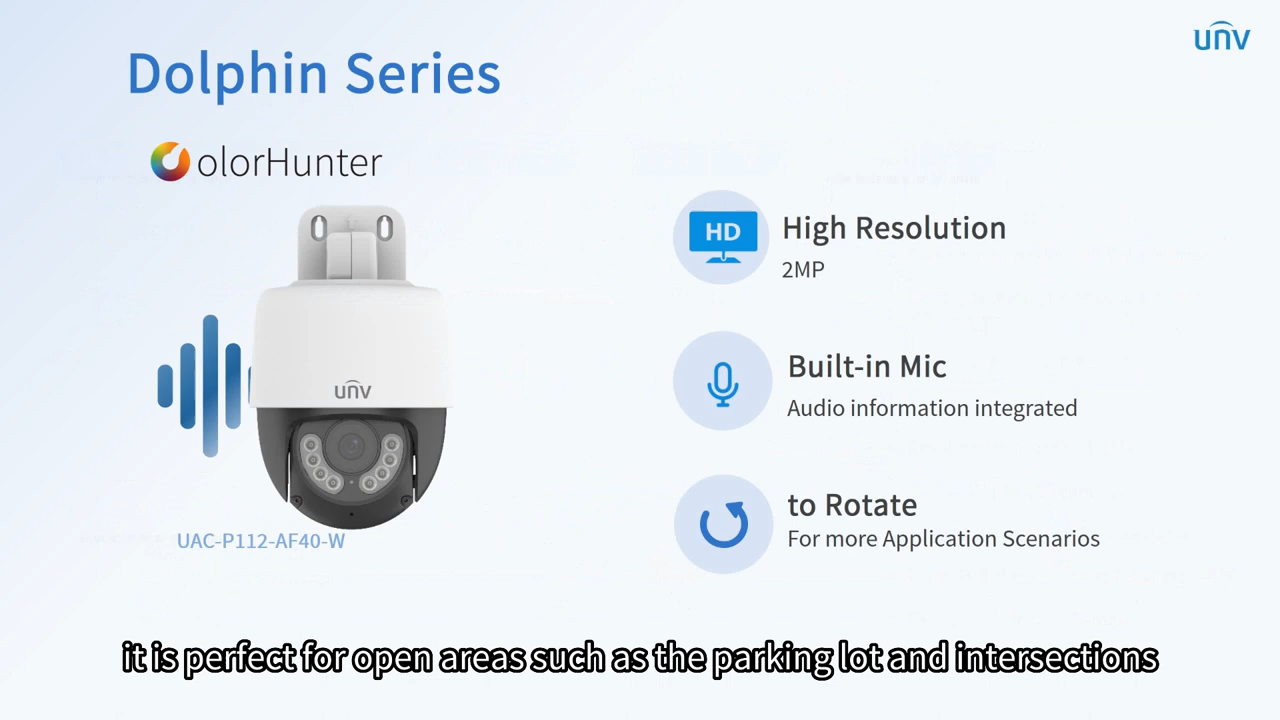 unv
Dolphin Series
olorHunter
HD
High Resolution
2MP
unv
Built-in Mic
Audio information integrated
to Rotate
For more Application Scenarios
UAC-P112-AF40-W
it is perfect for open areas such as the parking lot and intersections